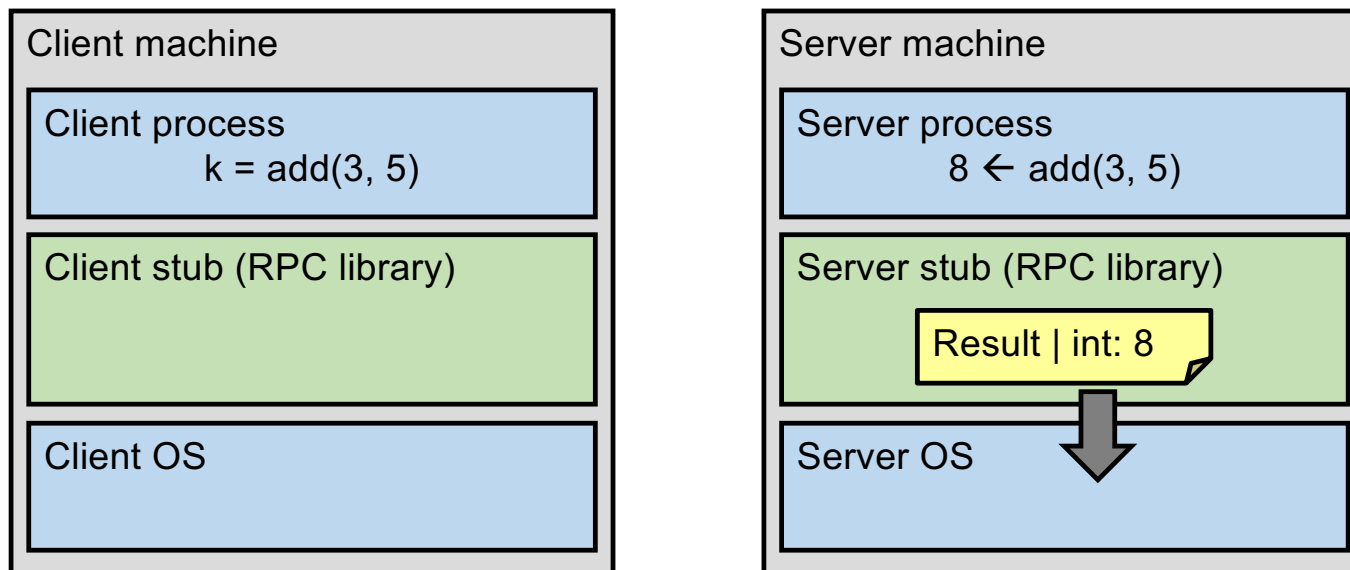 Client machine
Client process
k = add(3, 5)
Client stub (RPC library)
Client OS
Server machine
Server process
8 ← add(3, 5)
Server stub (RPC library)
Result | int: 8
Server OS